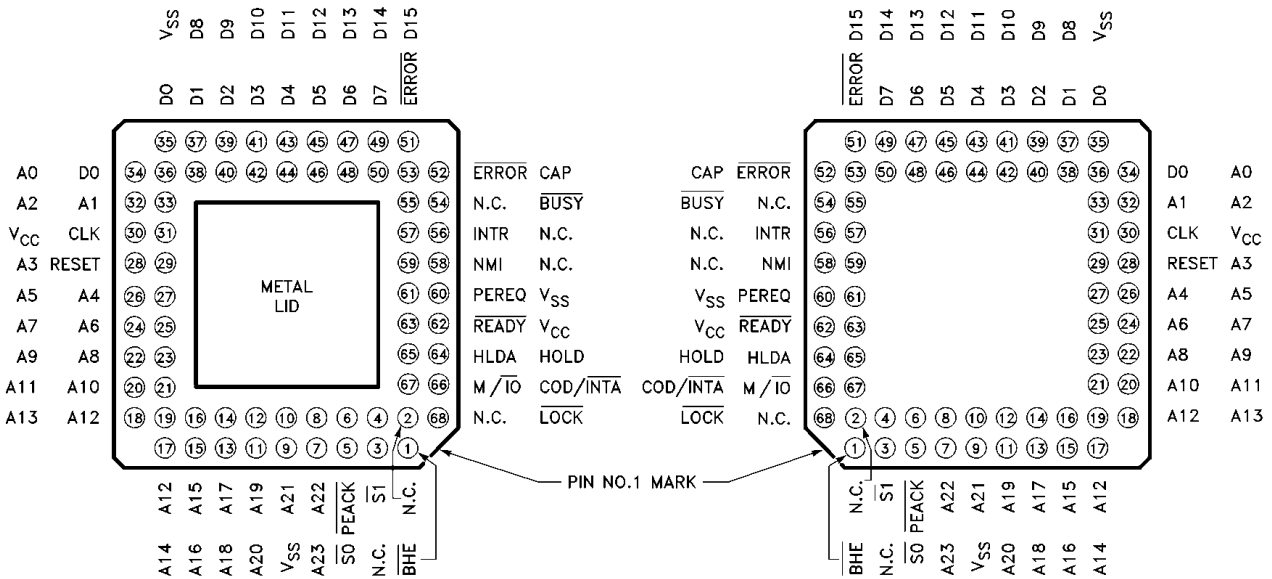 VSS D8 D9 D10 D11 D12 D13 D14 D15
D0 D1 D2 D3 D4 D5 D6 D7 ERROR
35 37 39 41 43 45 47 49 51
A0 D0 34 36 38 40 42 44 46 48 50 53 52 ERROR CAP
A2 A1 32 33 55 54 N.C. BUSY
VCC CLK 30 31 57 56 INTR N.C.
A3 RESET 28 29 59 58 NMI N.C.
METAL
LID
A5 A4 26 27 61 60 PEREQ VSS
A7 A6 24 25 63 62 READY VCC
A9 A8 22 23 65 64 HLDA HOLD
A11 A10 20 21 67 66 M/IO COD/INTA
A13 A12 18 19 16 14 12 10 8 6 4 2 68 N.C. LOCK
17 15 13 11 9 7 5 3 1
A12 A15 A17 A19 A21 A22 PEACK S1 N.C.
A14 A16 A18 A20 VSS A23 S0 N.C. BHE
PIN NO.1 MARK
D15 D14 D13 D12 D11 D10 D9 D8 VSS
ERROR D7 D6 D5 D4 D3 D2 D1 D0
51 49 47 45 43 41 39 37 35
CAP ERROR 52 53 50 48 46 44 42 40 38 36 34 D0 A0
BUSY N.C. 54 55 33 32 A1 A2
N.C. INTR 56 57 31 30 CLK VCC
N.C. NMI 58 59 29 28 RESET A3
VSS PEREQ 60 61 27 26 A4 A5
VCC READY 62 63 25 24 A6 A7
HOLD HLDA 64 65 23 22 A8 A9
COD/INTA M/IO 66 67 21 20 A10 A11
LOCK N.C. 68 2 4 6 8 10 12 14 16 19 18 A12 A13
1 3 5 7 9 11 13 15 17
N.C. S1 PEACK A22 A21 A19 A17 A15 A12
BHE N.C. S0 A23 VSS A20 A18 A16 A14